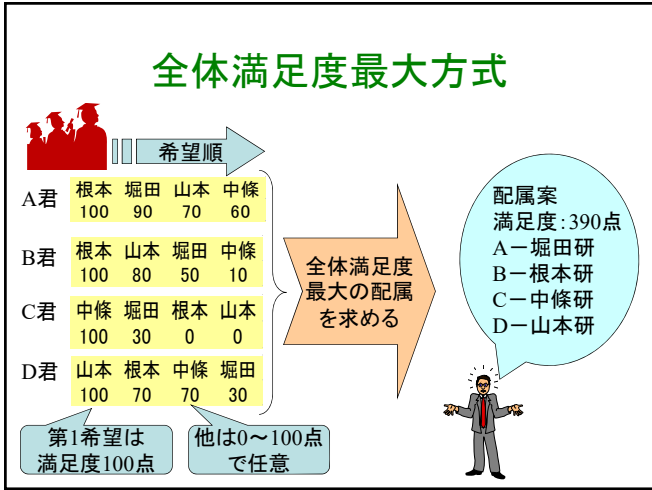 全体満足度最大方式
希望順
A君
根本 堀田 山本 中條
100 90 70 60
B君
根本 山本 堀田 中條
100 80 50 10
C君
中條 堀田 根本 山本
100 30 0 0
D君
山本 根本 中條 堀田
100 70 70 30
第1希望は
満足度100点
他は0～100点
で任意
全体満足度
最大の配属
を求める
配属案
満足度：390点
A－堀田研
B－根本研
C－中條研
D－山本研